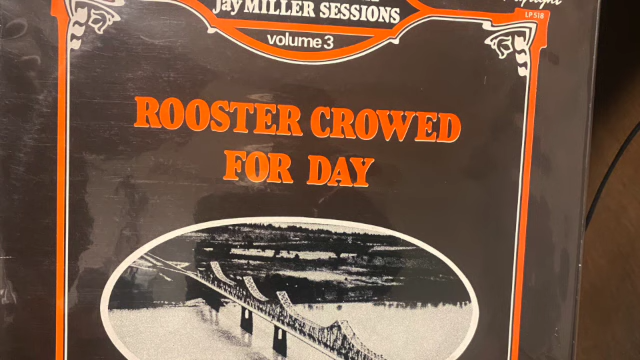 Jay MILLER SESSIONS
LP 518
volume 3
ROOSTER CROWED
FOR DAY